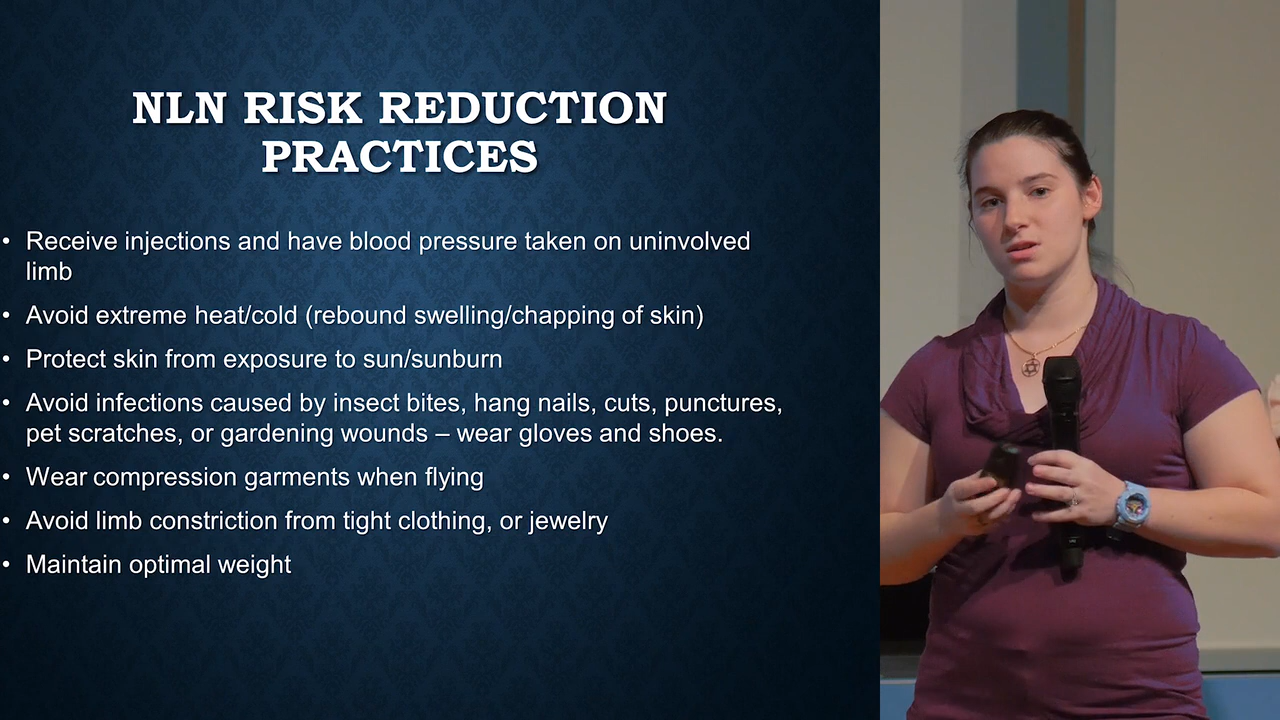 NLN RISK REDUCTION
PRACTICES
• Receive injections and have blood pressure taken on uninvolved
limb
• Avoid extreme heat/cold (rebound swelling/chapping of skin)
• Protect skin from exposure to sun/sunburn
• Avoid infections caused by insect bites, hang nails, cuts, punctures,
pet scratches, or gardening wounds – wear gloves and shoes.
• Wear compression garments when flying
• Avoid limb constriction from tight clothing, or jewelry
• Maintain optimal weight